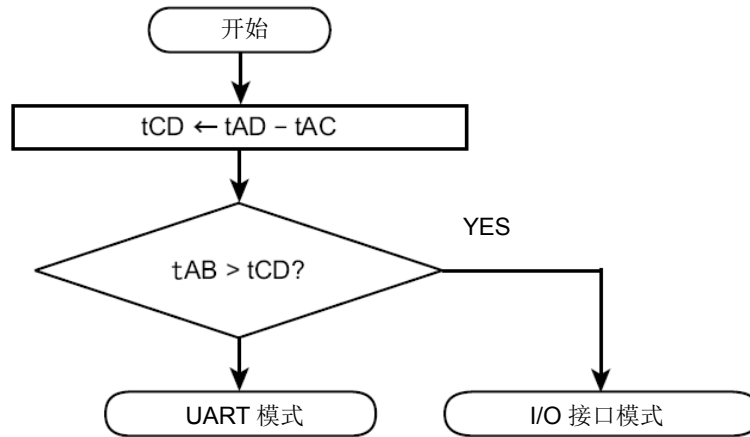 开始
tCD ← tAD – tAC
YES
tAB > tCD?
UART 模式
I/O 接口模式